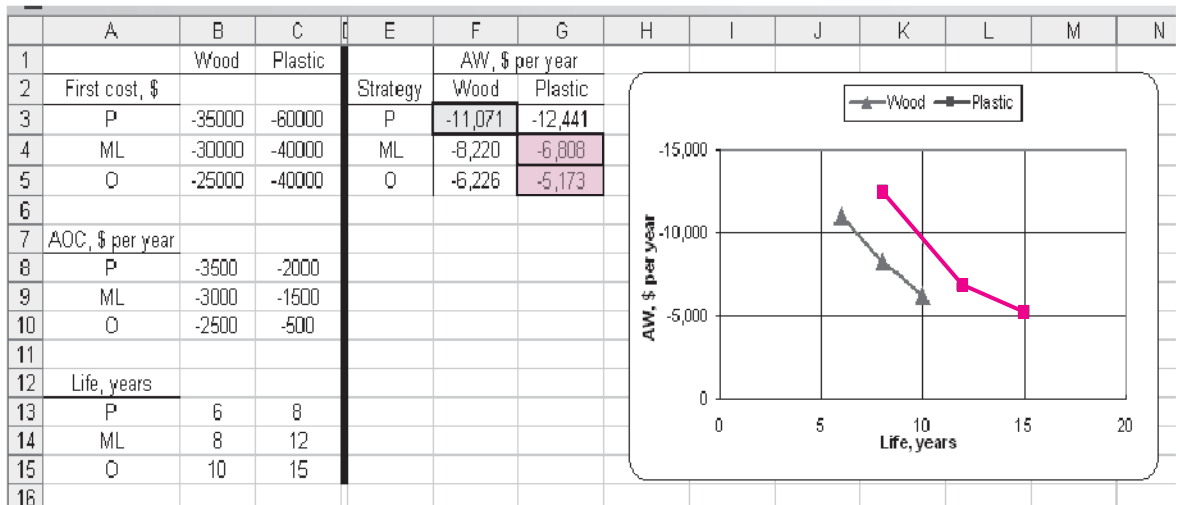 A B C E F G H I J K L M N
1 Wood Plastic AW, $ per year
2 First cost, $ Strategy Wood Plastic
3 P -35000 -60000 P -11,071 -12,441
4 ML -30000 -40000 ML -8,220 -6,808
5 O -25000 -40000 O -6,226 -5,173
6
7 AOC, $ per year
8 P -3500 -2000
9 ML -3000 -1500
10 O -2500 -500
11
12 Life, years
13 P 6 8
14 ML 8 12
15 O 10 15
16
Wood Plastic
-15,000
-10,000
-5,000
0
AW, $ per year
0 5 10 15 20
Life, years